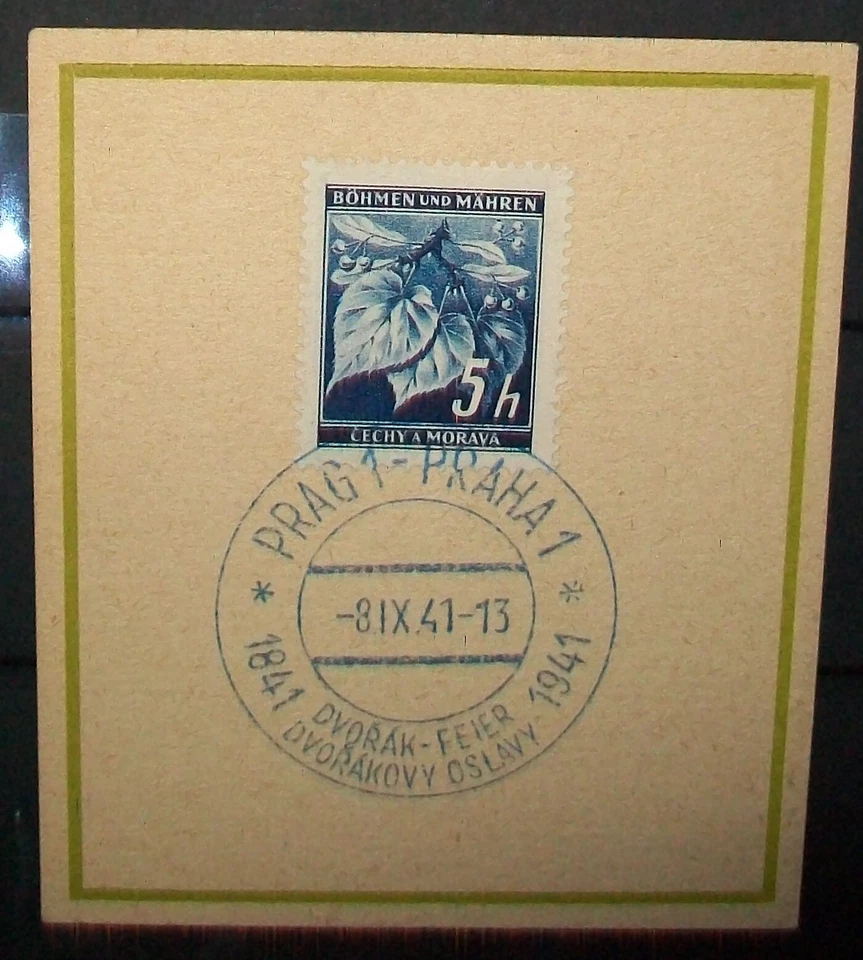 BÖHMEN UND MÄHREN
5h
ČECHY A MORAVA
PRAG 1 - PRAHA 1
* *
-8.IX.41-13
1841 1941
DVOŘÁK-FEIER
DVOŘÁKOVY OSLAVY